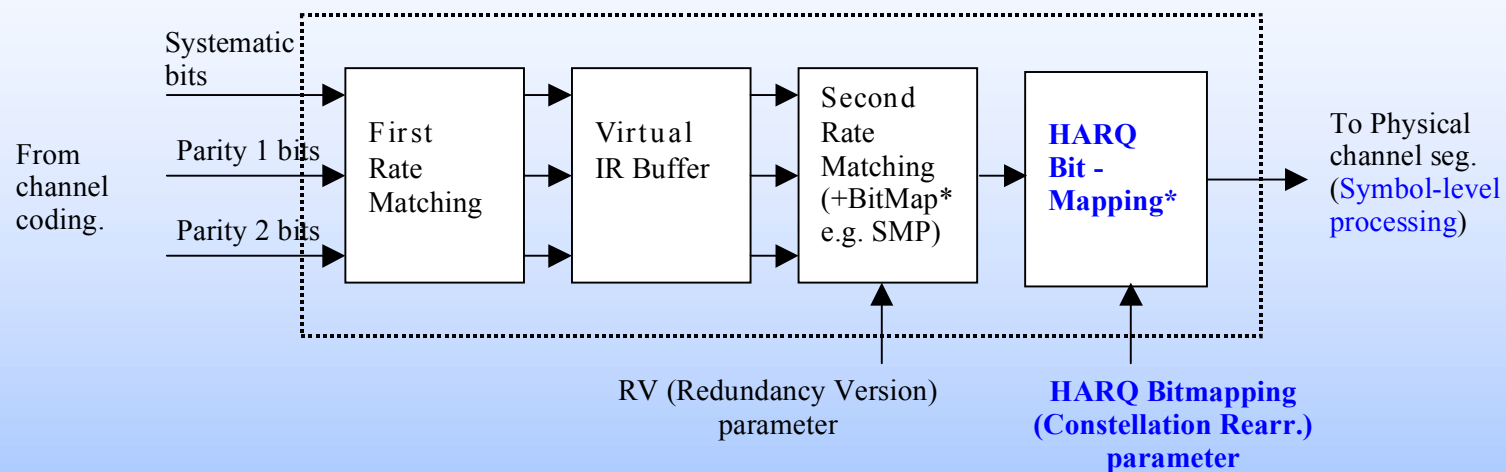 Systematic
bits
From
channel
coding.
Parity 1 bits
Parity 2 bits
First
Rate
Matching
Virtual
IR Buffer
Second
Rate
Matching
(+BitMap*
e.g. SMP)
HARQ
Bit -
Mapping*
To Physical
channel seg.
(Symbol-level
processing)
RV (Redundancy Version)
parameter
HARQ Bitmapping
(Constellation Rearr.)
parameter